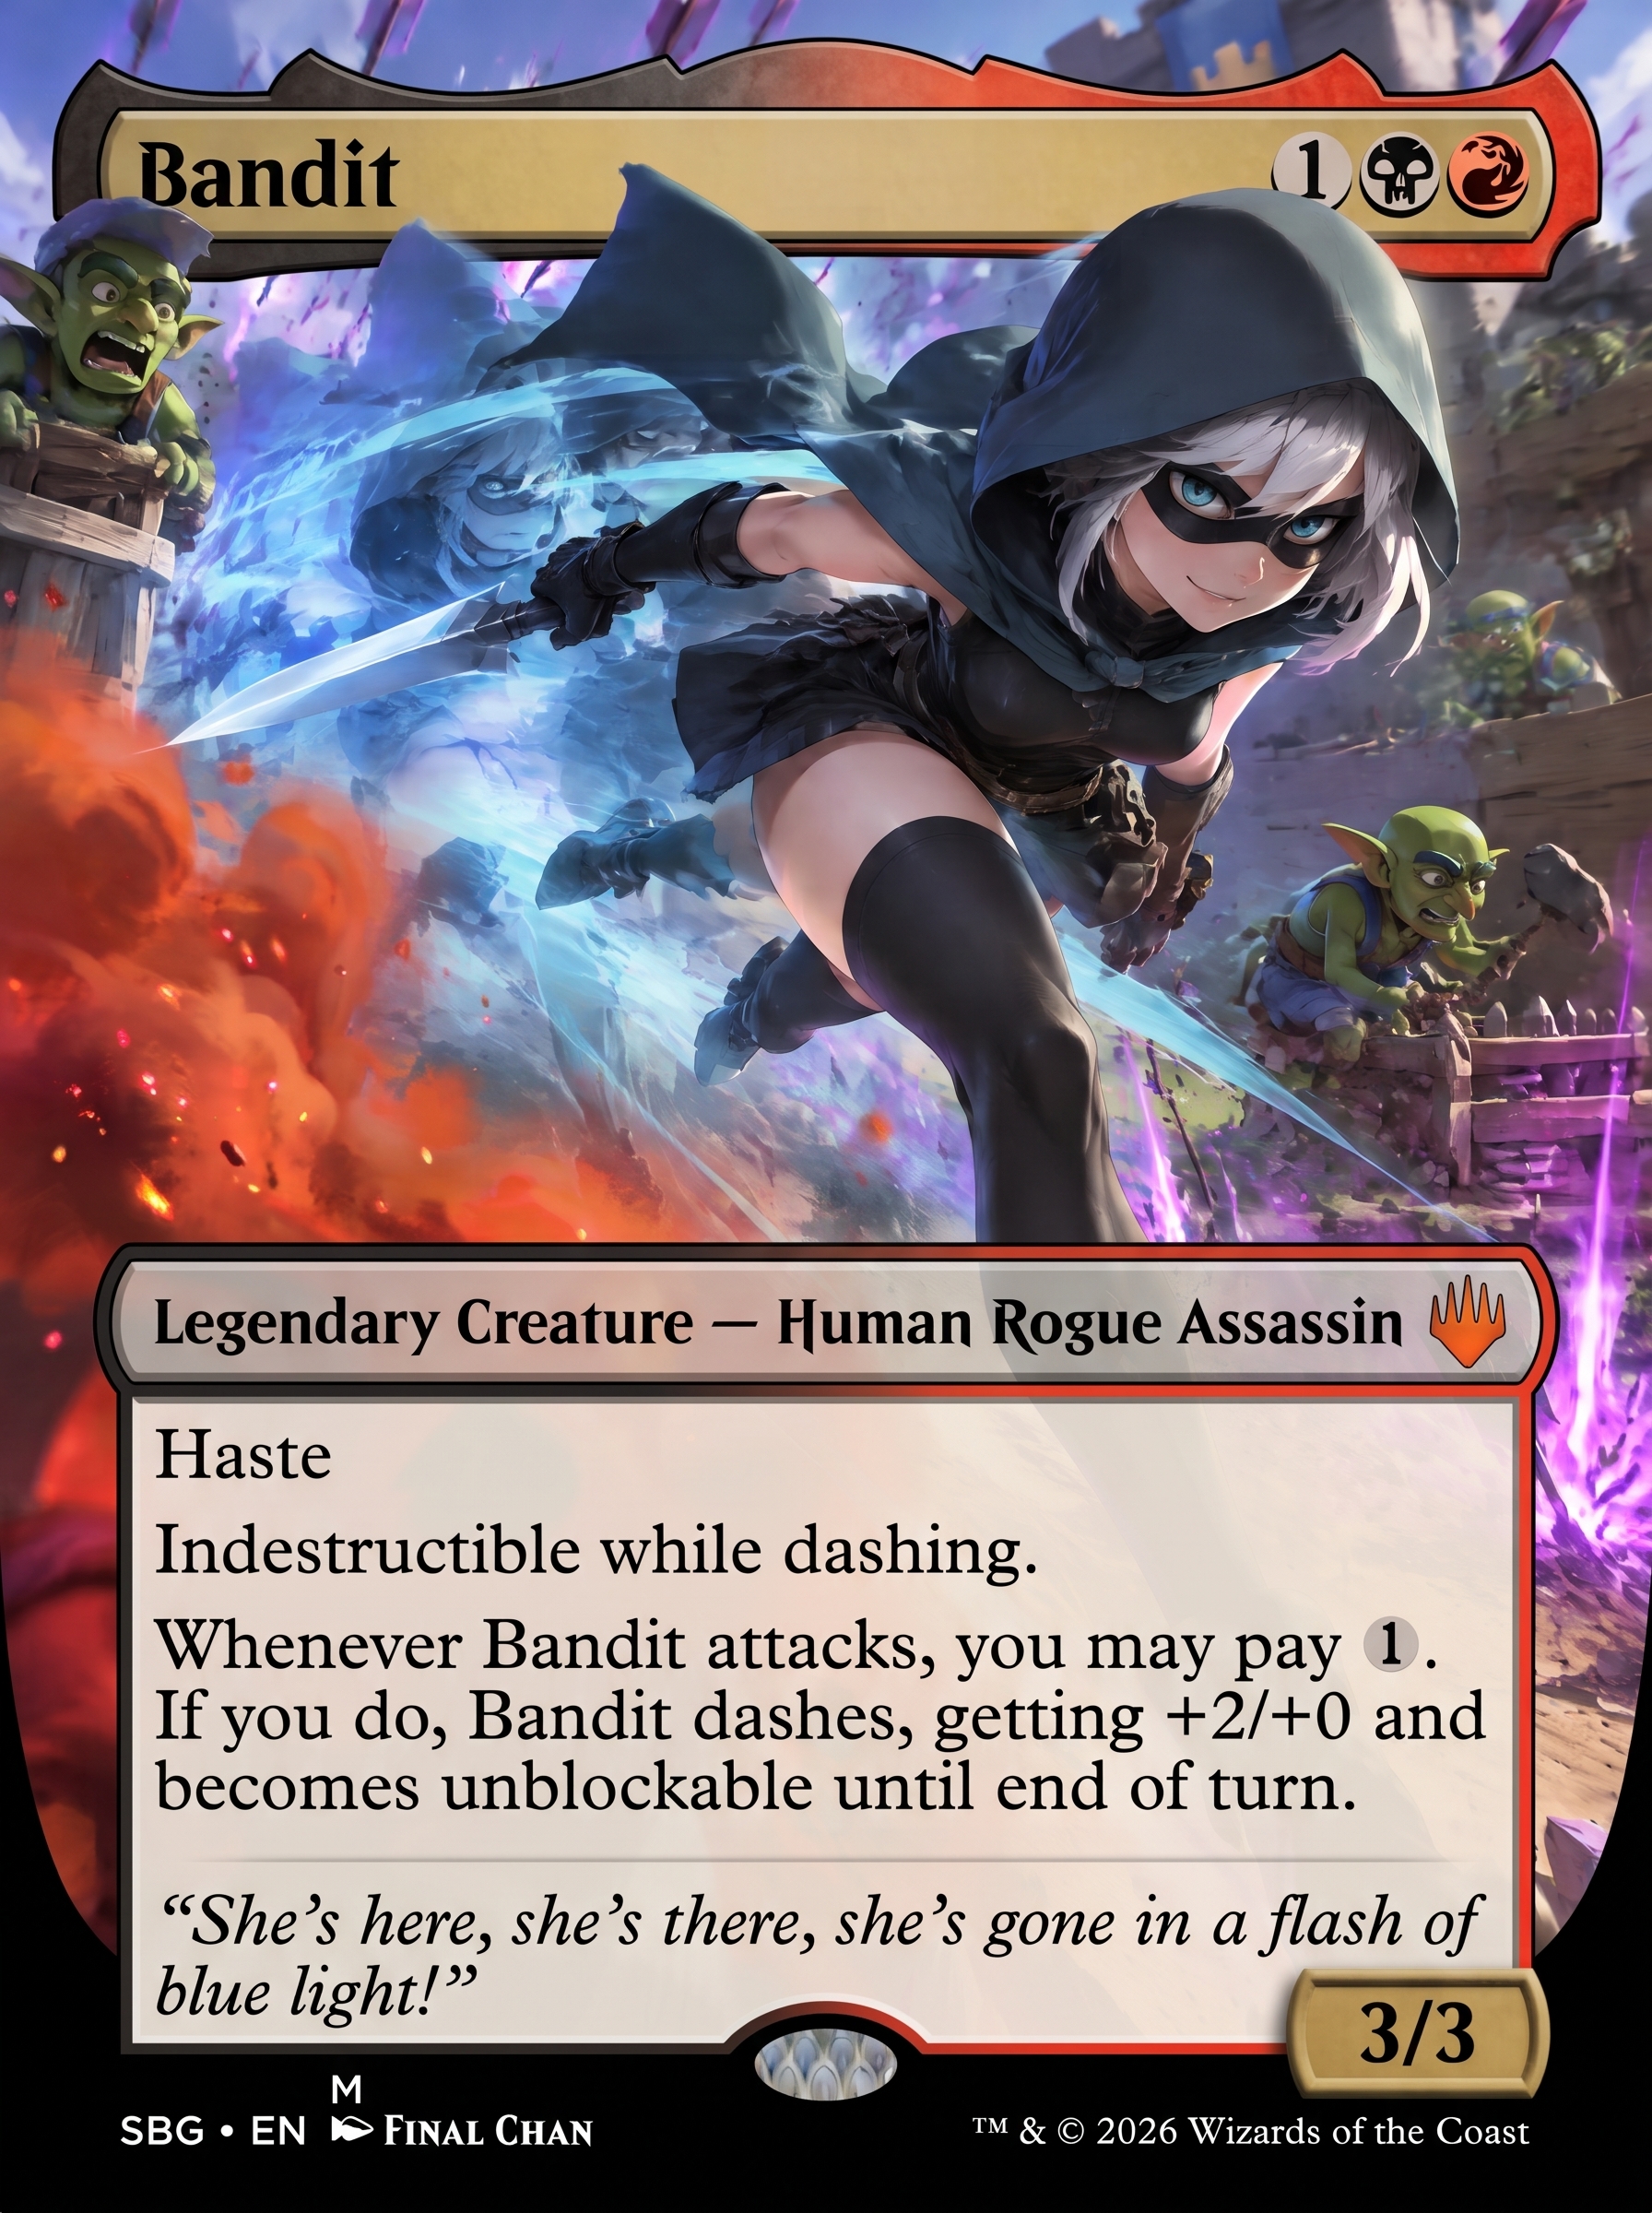 Bandit 1
Legendary Creature — Human Rogue Assassin
Haste
Indestructible while dashing.
Whenever Bandit attacks, you may pay 1.
If you do, Bandit dashes, getting +2/+0 and
becomes unblockable until end of turn.
“She’s here, she’s there, she’s gone in a flash of
blue light!”
3/3
M
SBG • EN FINAL CHAN
™ & © 2026 Wizards of the Coast